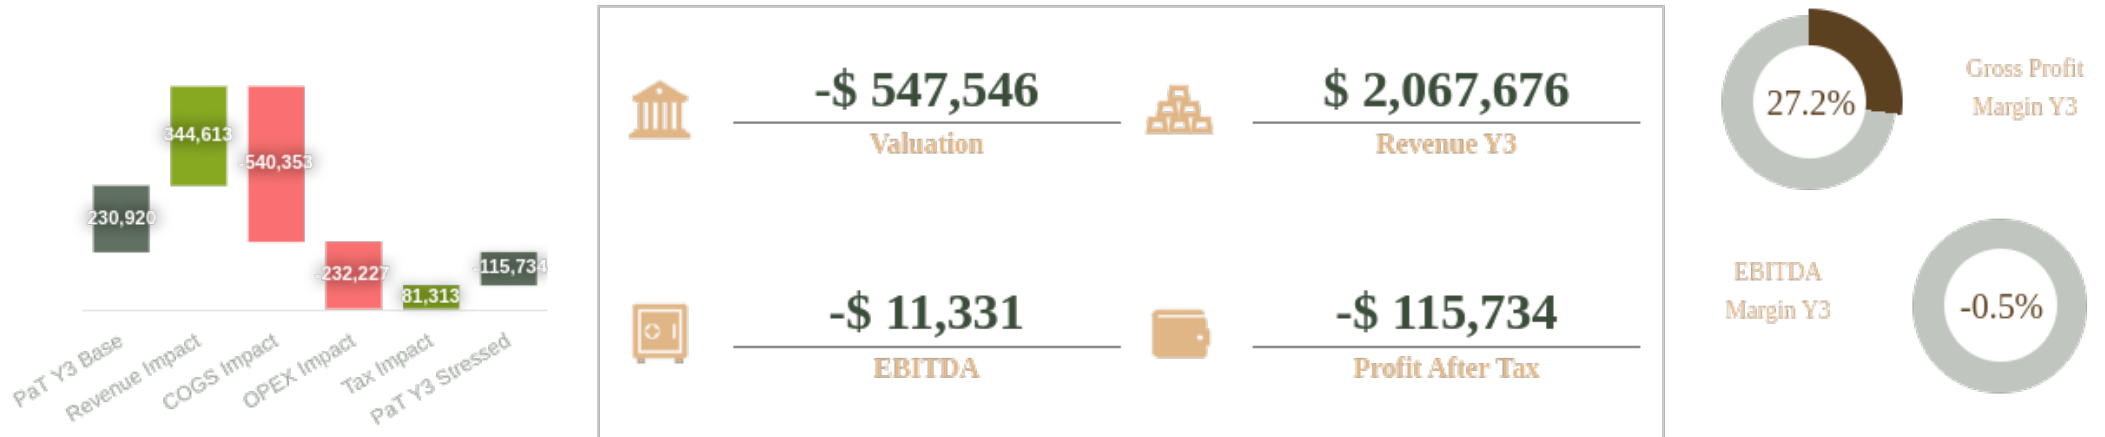 344,613
-540,353
230,920
-232,227
81,313
-115,734
PaT Y3 Base
Revenue Impact
COGS Impact
OPEX Impact
Tax Impact
PaT Y3 Stressed
-$ 547,546
Valuation
$ 2,067,676
Revenue Y3
-$ 11,331
EBITDA
-$ 115,734
Profit After Tax
27.2%
Gross Profit
Margin Y3
EBITDA
Margin Y3
-0.5%